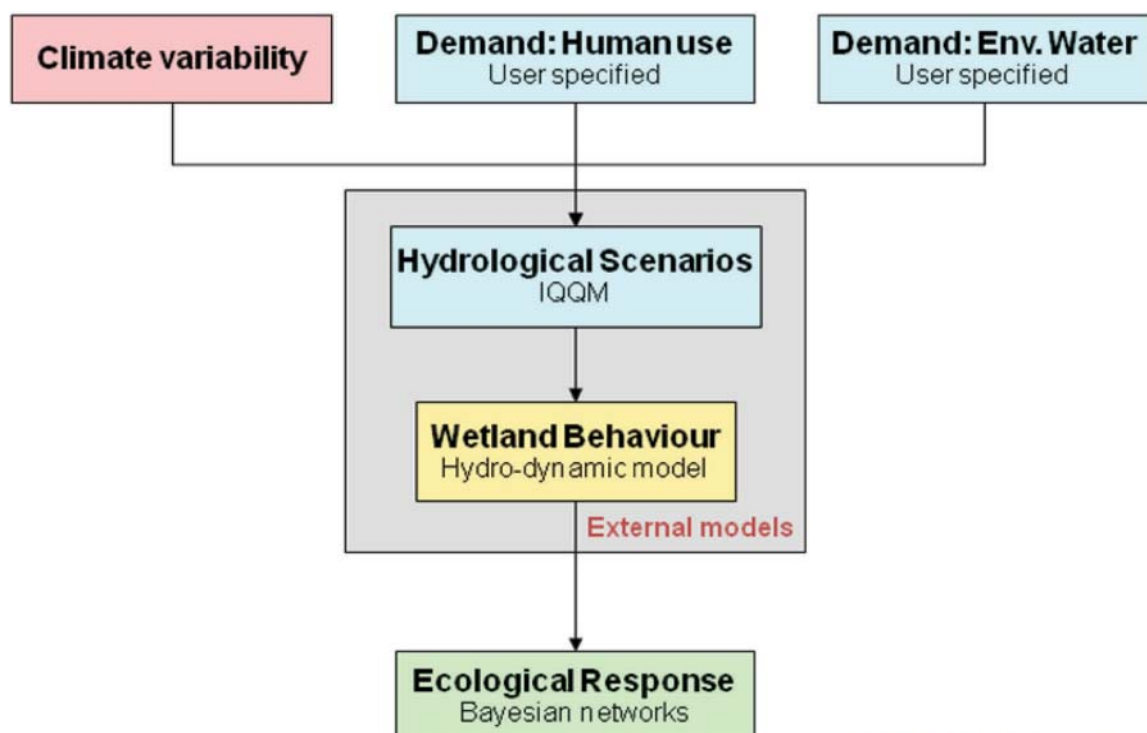 Climate variability
Demand: Human use
User specified
Demand: Env. Water
User specified
Hydrological Scenarios
IQQM
Wetland Behaviour
Hydro-dynamic model
External models
Ecological Response
Bayesian networks